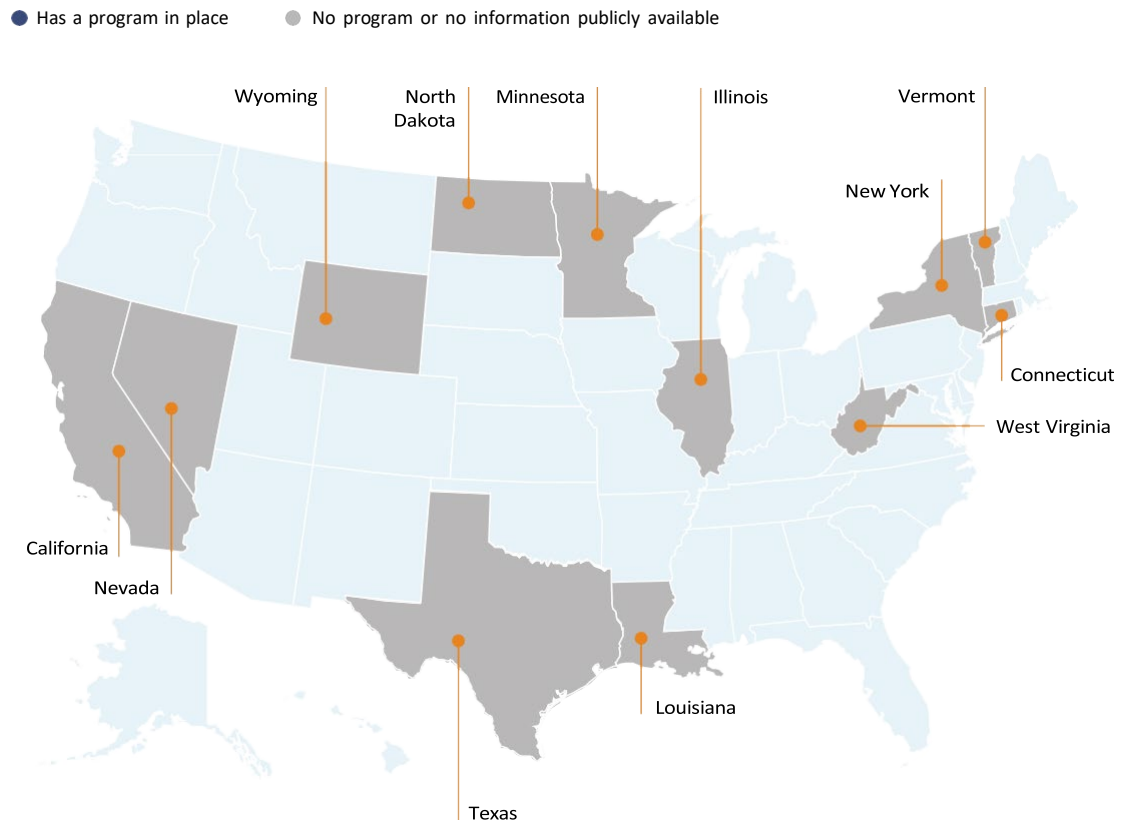 Has a program in place
No program or no information publicly available
Wyoming
North
Dakota
Minnesota
Illinois
Vermont
New York
Connecticut
West Virginia
California
Nevada
Louisiana
Texas